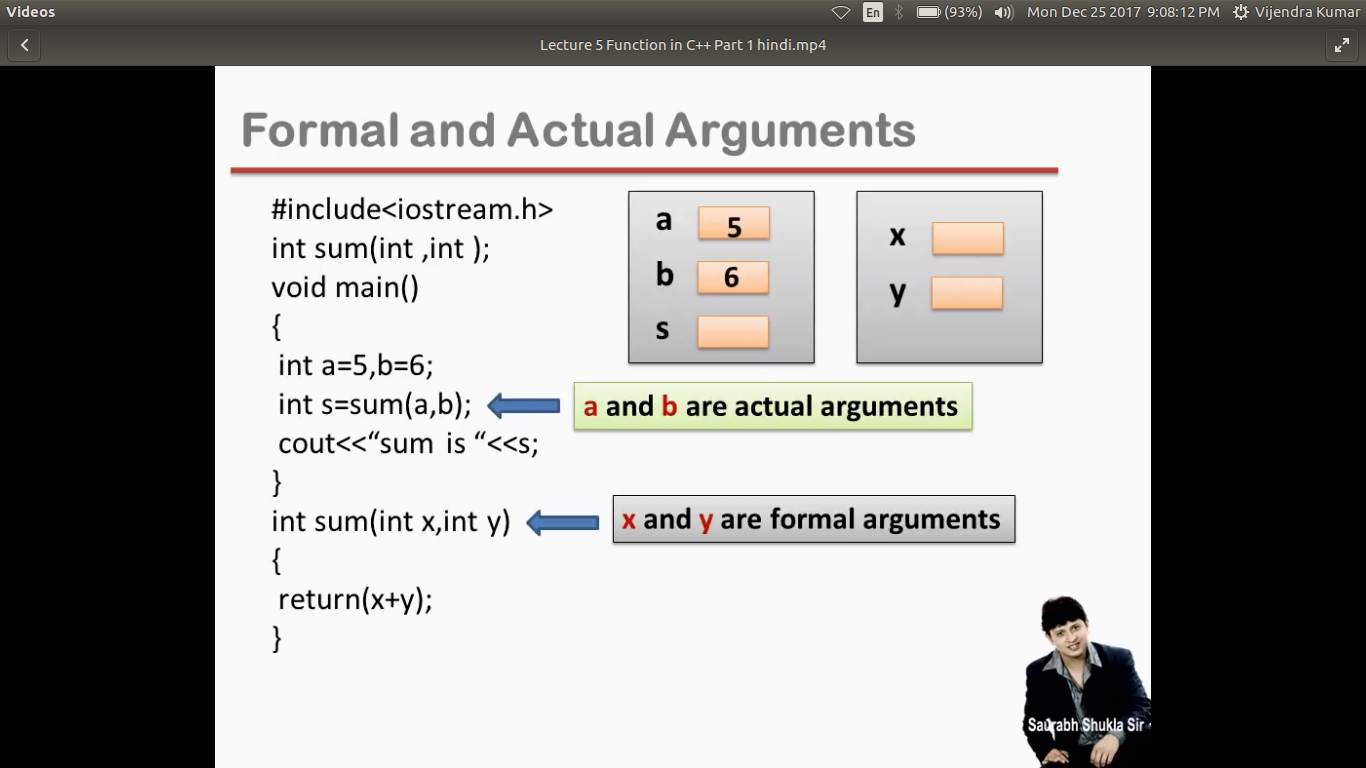 Videos
En
(93%)
Mon Dec 25 2017 9:08:12 PM
Vijendra Kumar
Lecture 5 Function in C++ Part 1 hindi.mp4
Formal and Actual Arguments
#include<iostream.h>
int sum(int ,int );
void main()
{
int a=5,b=6;
int s=sum(a,b);
cout<<“sum is “<<s;
}
int sum(int x,int y)
{
return(x+y);
}
a 5
b 6
s
x
y
a and b are actual arguments
x and y are formal arguments
Saurabh Shukla Sir